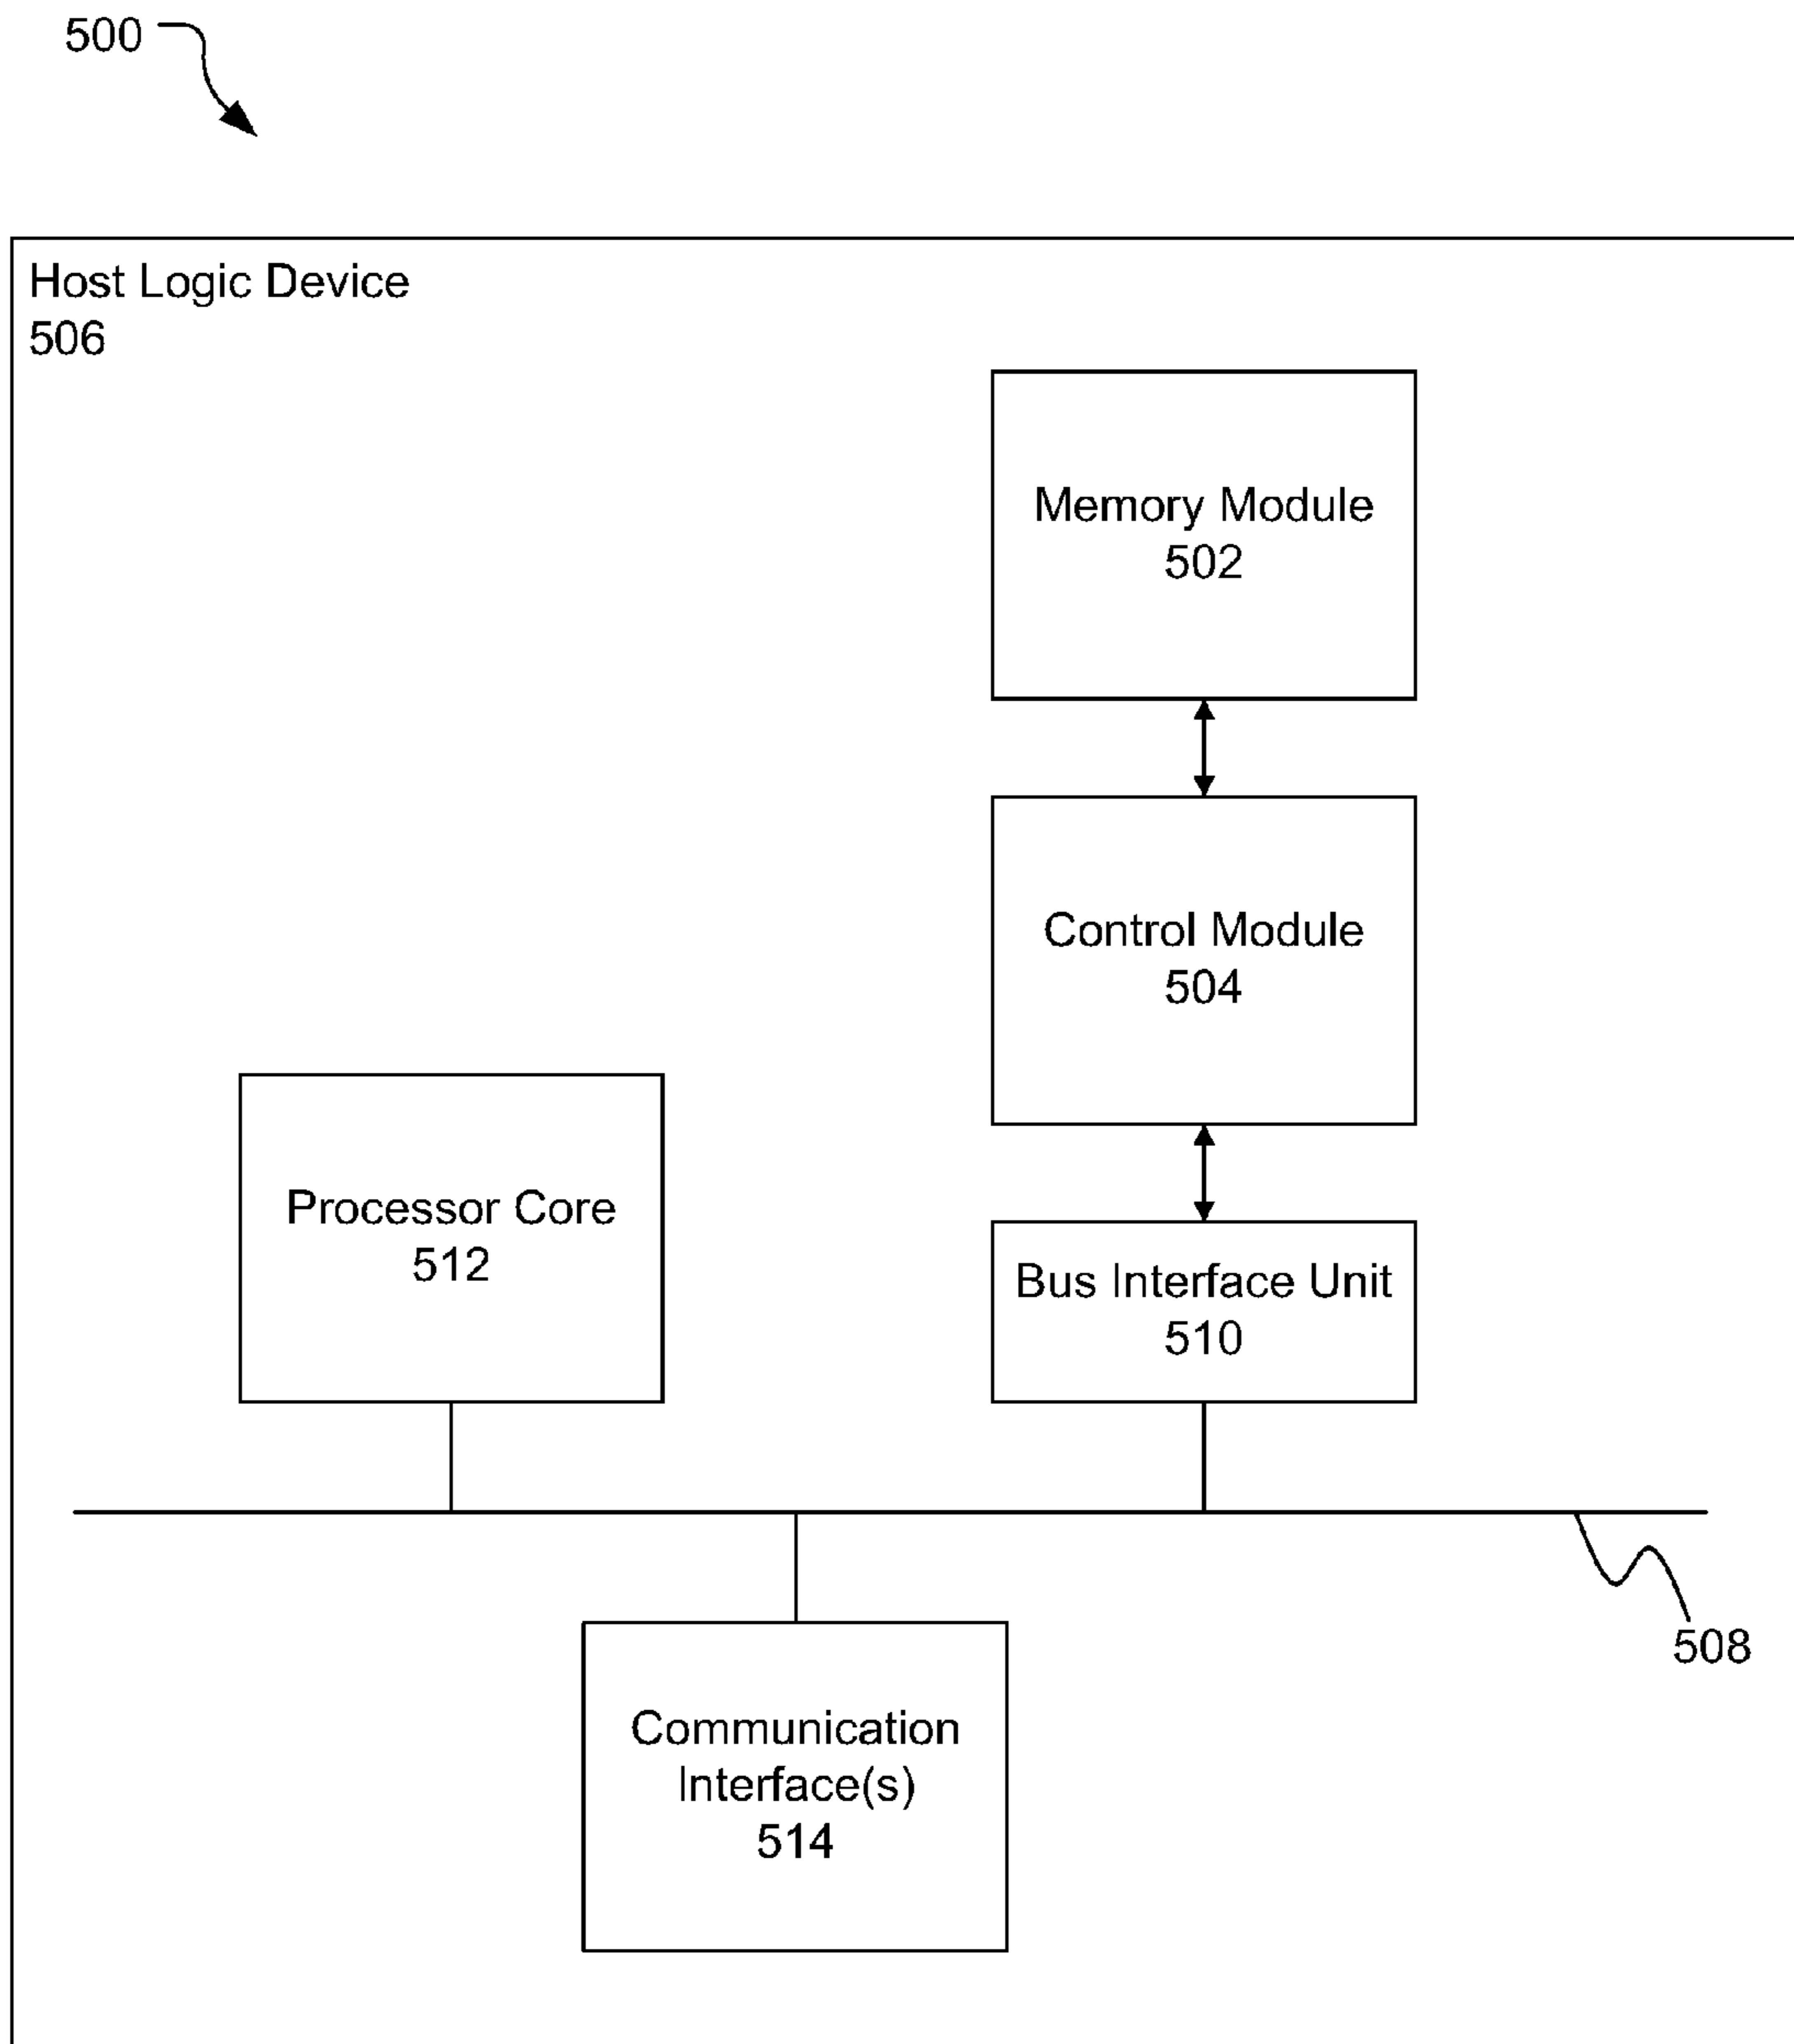 500
Host Logic Device
506
Memory Module
502
Control Module
504
Processor Core
512
Bus Interface Unit
510
508
Communication
Interface(s)
514